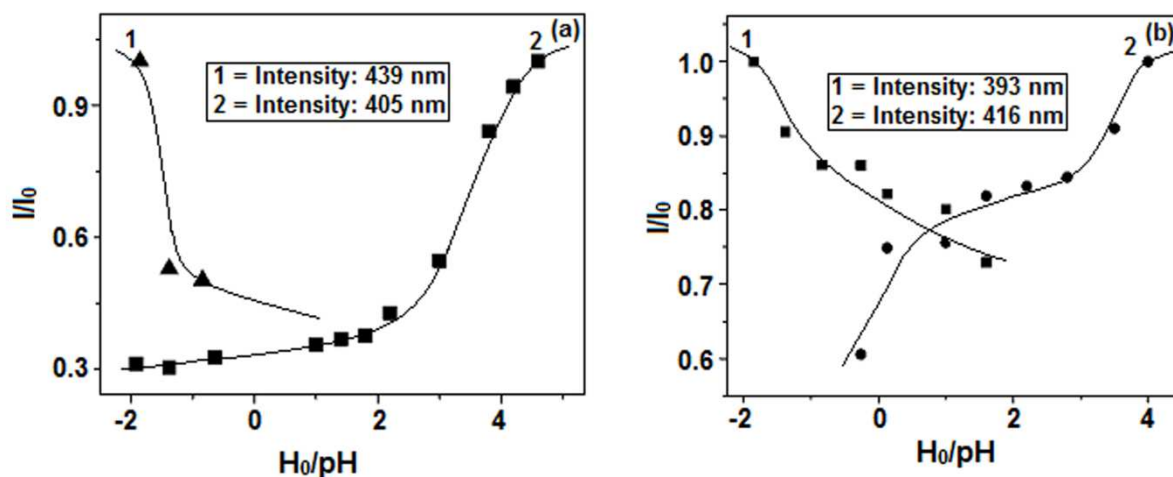 (a)
1
2
1 = Intensity: 439 nm
2 = Intensity: 405 nm
0.9
0.6
0.3
I/I₀
-2
0
2
4
H₀/pH
(b)
1
2
1 = Intensity: 393 nm
2 = Intensity: 416 nm
1.0
0.9
0.8
0.7
0.6
I/I₀
-2
0
2
4
H₀/pH